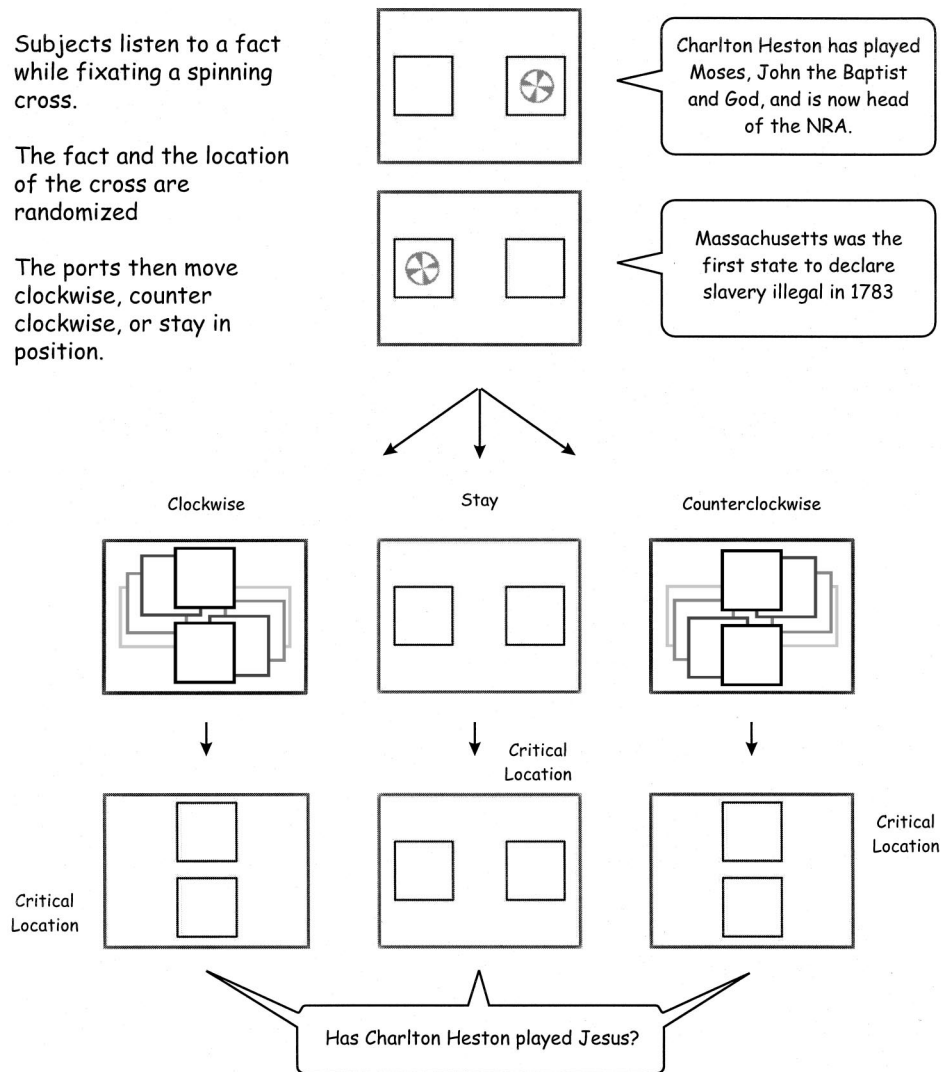 Subjects listen to a fact
while fixating a spinning
cross.
The fact and the location
of the cross are
randomized
The ports then move
clockwise, counter
clockwise, or stay in
position.
Charlton Heston has played
Moses, John the Baptist
and God, and is now head
of the NRA.
Massachusetts was the
first state to declare
slavery illegal in 1783
Clockwise
Stay
Counterclockwise
Critical
Location
Critical
Location
Critical
Location
Has Charlton Heston played Jesus?